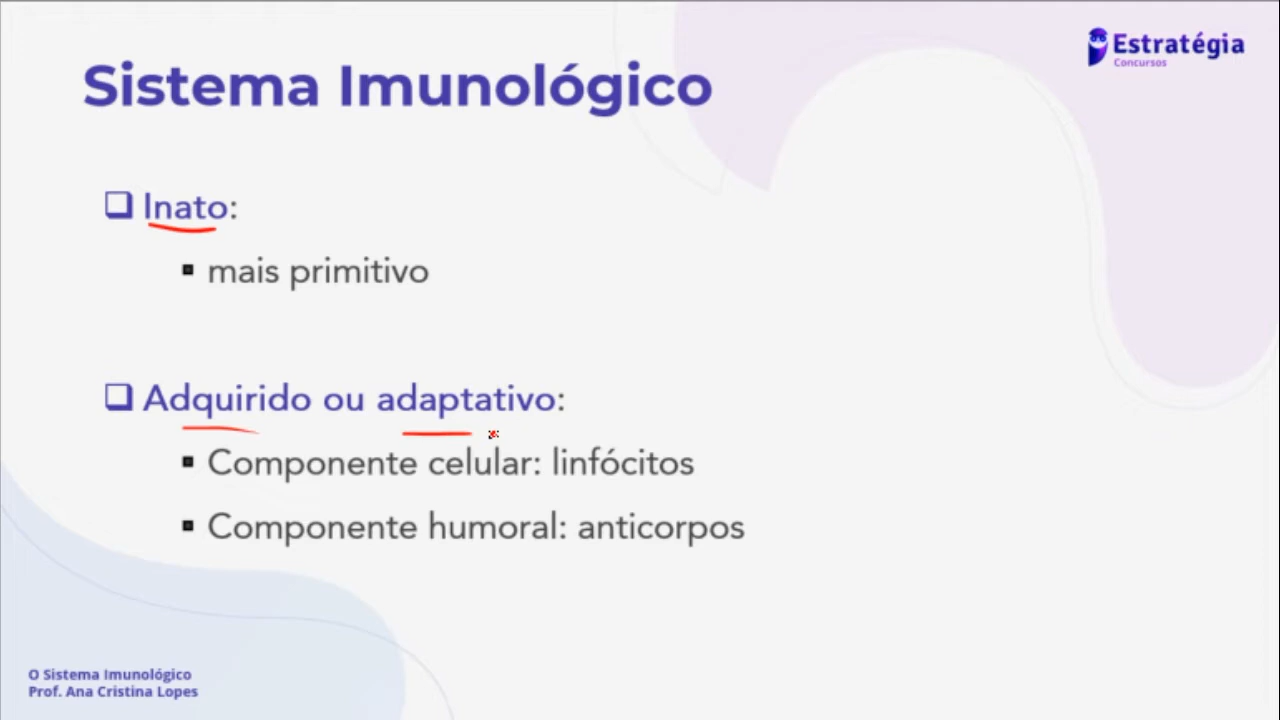 Estratégia
Concursos
Sistema Imunológico
Inato:
mais primitivo
Adquirido ou adaptativo:
Componente celular: linfócitos
Componente humoral: anticorpos
O Sistema Imunológico
Prof. Ana Cristina Lopes